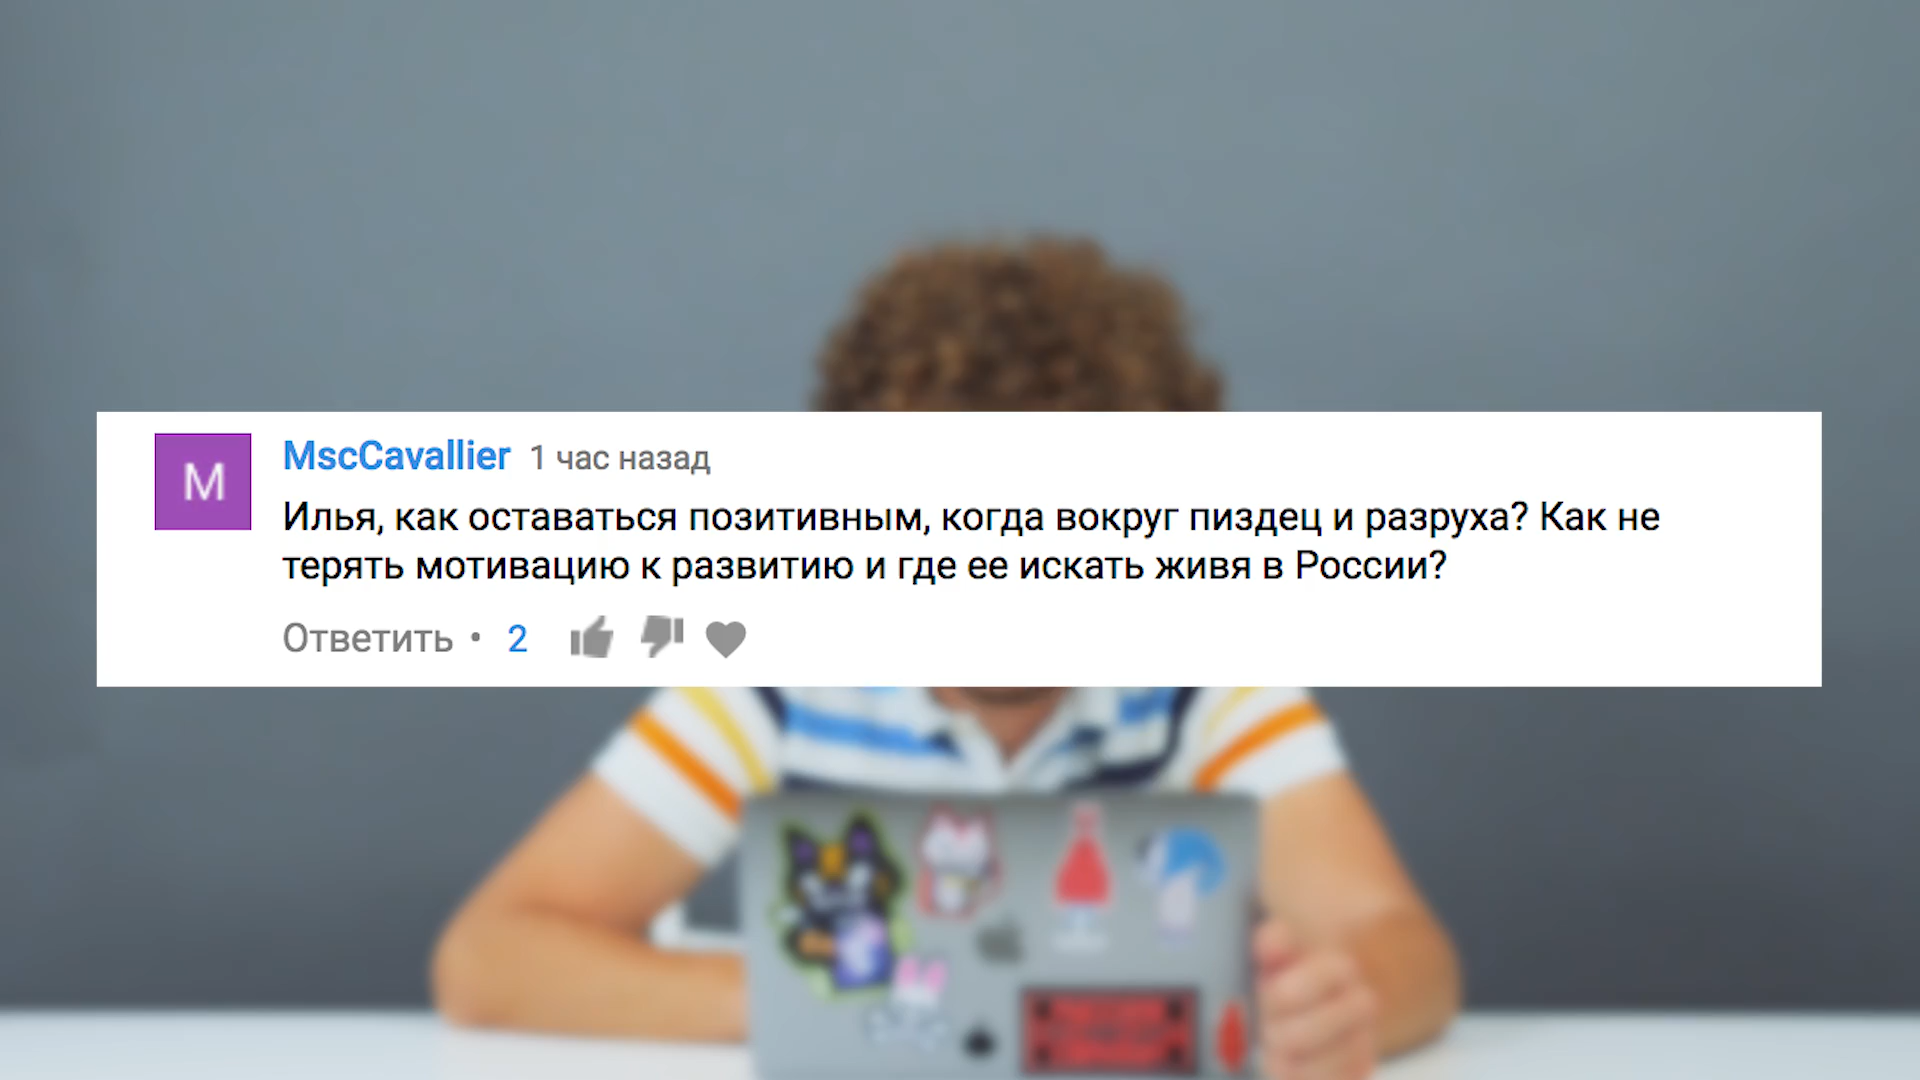 M
MscCavallier 1 час назад
Илья, как оставаться позитивным, когда вокруг пиздец и разруха? Как не
терять мотивацию к развитию и где ее искать живя в России?
Ответить • 2